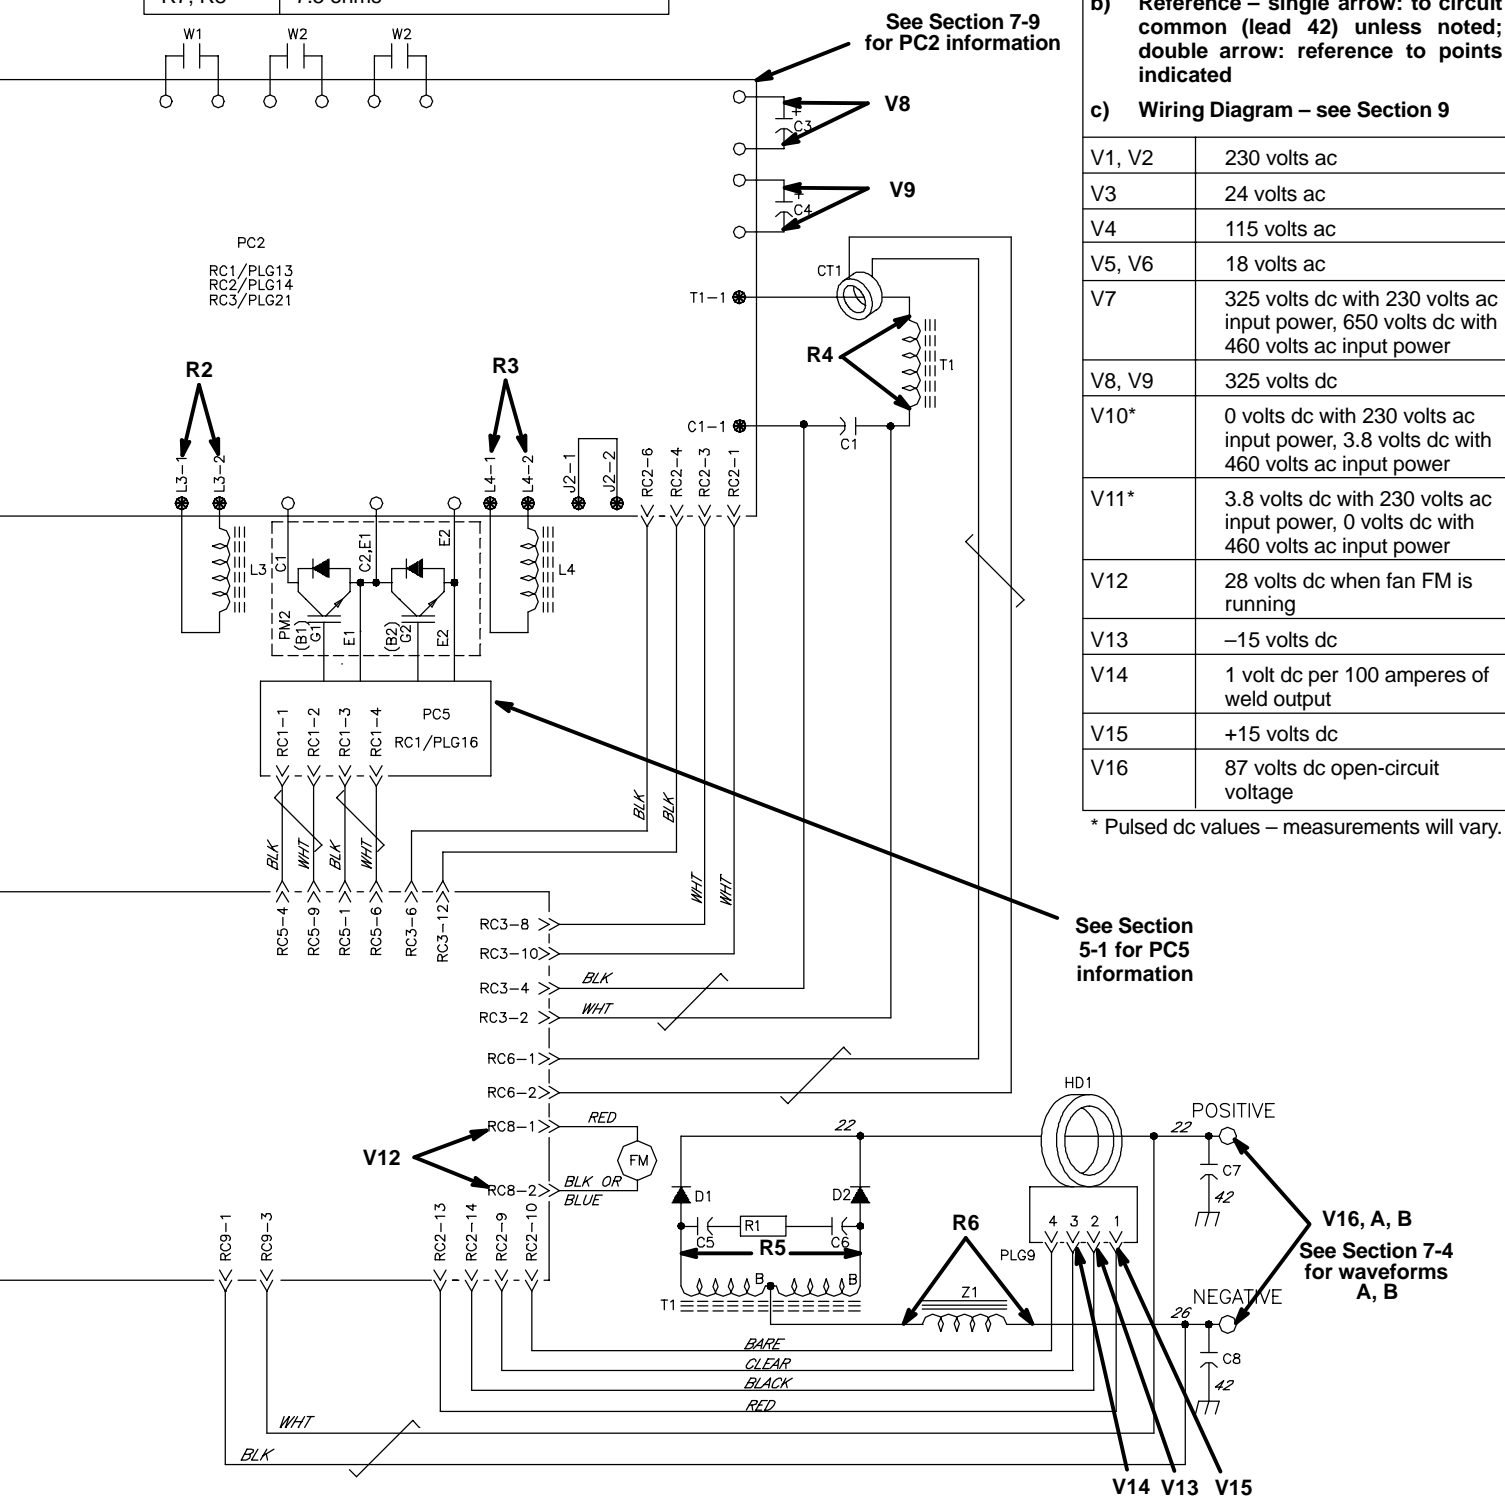 R7, R8 7.5 ohms
W1
W2
W2
See Section 7-9
for PC2 information
b) Reference – single arrow: to circuit
common (lead 42) unless noted;
double arrow: reference to points
indicated
c) Wiring Diagram – see Section 9
V1, V2 230 volts ac
V3 24 volts ac
V4 115 volts ac
V5, V6 18 volts ac
V7 325 volts dc with 230 volts ac
input power, 650 volts dc with
460 volts ac input power
V8, V9 325 volts dc
V10* 0 volts dc with 230 volts ac
input power, 3.8 volts dc with
460 volts ac input power
V11* 3.8 volts dc with 230 volts ac
input power, 0 volts dc with
460 volts ac input power
V12 28 volts dc when fan FM is
running
V13 –15 volts dc
V14 1 volt dc per 100 amperes of
weld output
V15 +15 volts dc
V16 87 volts dc open-circuit
voltage
* Pulsed dc values – measurements will vary.
+
C3
V8
+
C4
V9
PC2
RC1/PLG13
RC2/PLG14
RC3/PLG21
CT1
T1-1
R4
T1
C1-1
C1
R2
R3
L3-1
L3-2
L4-1
L4-2
J2-1
J2-2
RC2-6
RC2-4
RC2-3
RC2-1
L3
C1
C2,E1
E2
L4
PM2
(B1)
G1
E1
(B2)
G2
E2
RC1-1
RC1-2
RC1-3
RC1-4
PC5
RC1/PLG16
BLK
WHT
BLK
WHT
BLK
BLK
WHT
WHT
RC5-4
RC5-9
RC5-1
RC5-6
RC3-6
RC3-12
See Section
5-1 for PC5
information
RC3-8
RC3-10
RC3-4
BLK
RC3-2
WHT
RC6-1
RC6-2
RC8-1
RED
V12
FM
RC8-2
BLK OR
BLUE
HD1
22
22
POSITIVE
C7
42
D1
D2
C5
R1
C6
R5
R6
4 3 2 1
PLG9
V16, A, B
See Section 7-4
for waveforms
A, B
RC9-1
RC9-3
RC2-13
RC2-14
RC2-9
RC2-10
T1
B
B
Z1
NEGATIVE
26
C8
42
BARE
CLEAR
BLACK
RED
WHT
BLK
V14 V13 V15